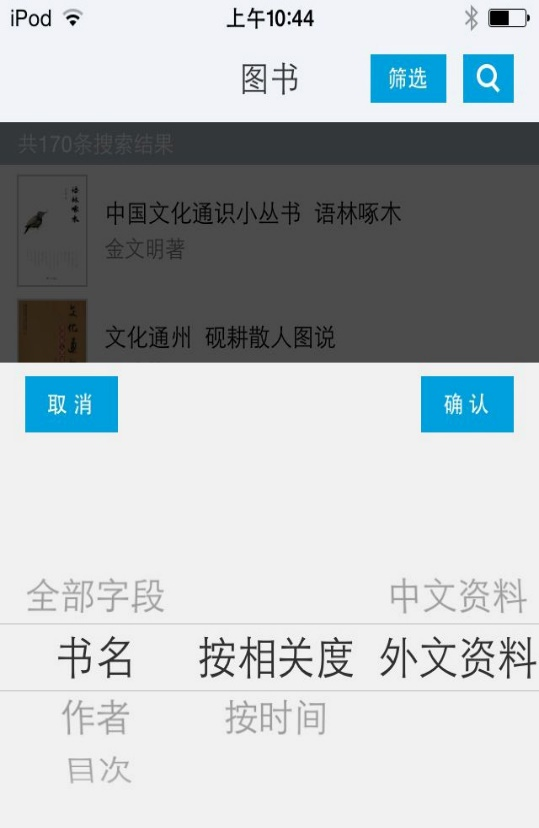 iPod 上午10:44
图书 筛选
共170条搜索结果
中国文化通识小丛书 语林啄木
金文明著
文化通州 砚耕散人图说
取消 确认
全部字段 中文资料
书名 按相关度 外文资料
作者 按时间
目次